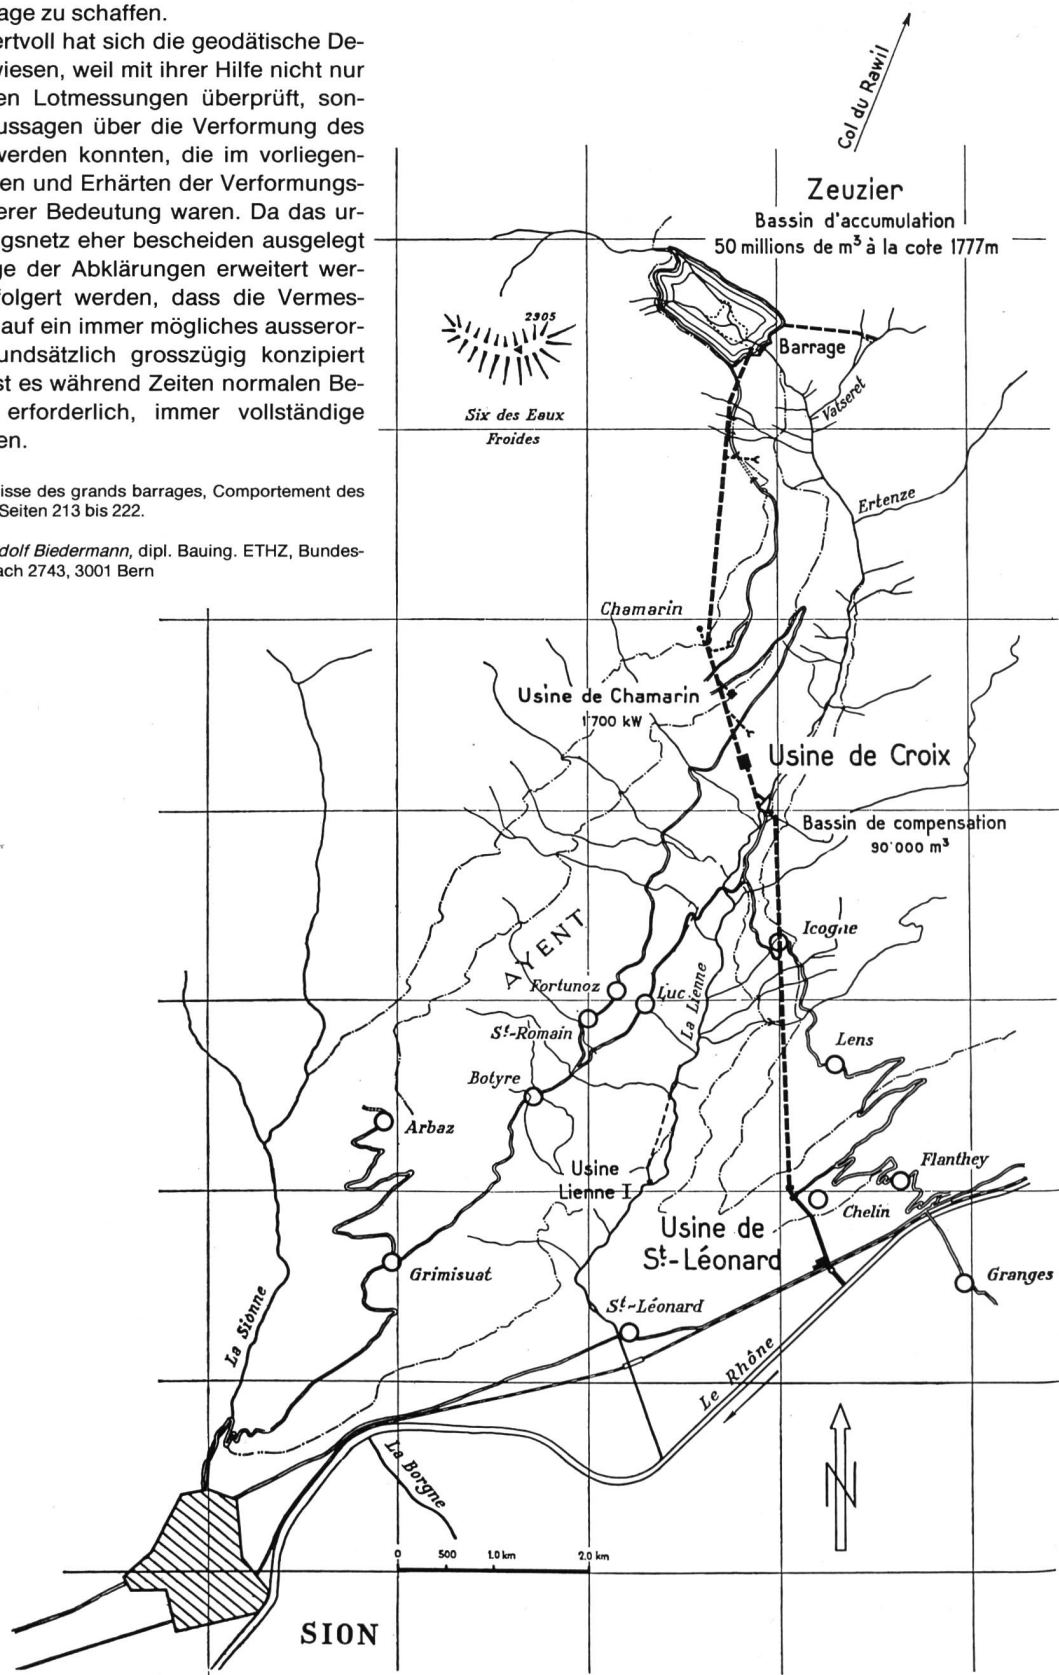 age zu schaffen.
ertvoll hat sich die geodätische De-
viesen, weil mit ihrer Hilfe nicht nur
en Lotmessungen überprüft, son-
ussagen über die Verformung des
werden konnten, die im vorliegen-
en und Erhärten der Verformungs-
erer Bedeutung waren. Da das ur-
gsnetz eher bescheiden ausgelegt
ge der Abklärungen erweitert wer-
folgert werden, dass die Vermes-
auf ein immer mögliches ausseror-
undsätzlich grosszügig konzipiert
st es während Zeiten normalen Be-
erforderlich, immer vollständige
en.
isse des grands barrages, Comportement des
Seiten 213 bis 222.
dolf Biedermann, dipl. Bauing. ETHZ, Bundes-
ach 2743, 3001 Bern
Col du Rawil
Zeuzier
Bassin d'accumulation
50 millions de m³ à la cote 1777m
2905
Barrage
Vatseret
Six des Eaux
Froides
Ertenze
Chamarin
Usine de Chamarin
1'700 kW
Usine de Croix
Bassin de compensation
90'000 m³
AYENT
Icogne
Fortunoz
Luc
La Lienne
St-Romain
Lens
Botyre
Arbaz
Flanthey
Usine
Lienne I
Chelin
Usine de
St-Léonard
Grimisuat
Granges
St-Léonard
La Sionne
Le Rhône
La Borgne
N
0 500 1.0 km 2.0 km
SION